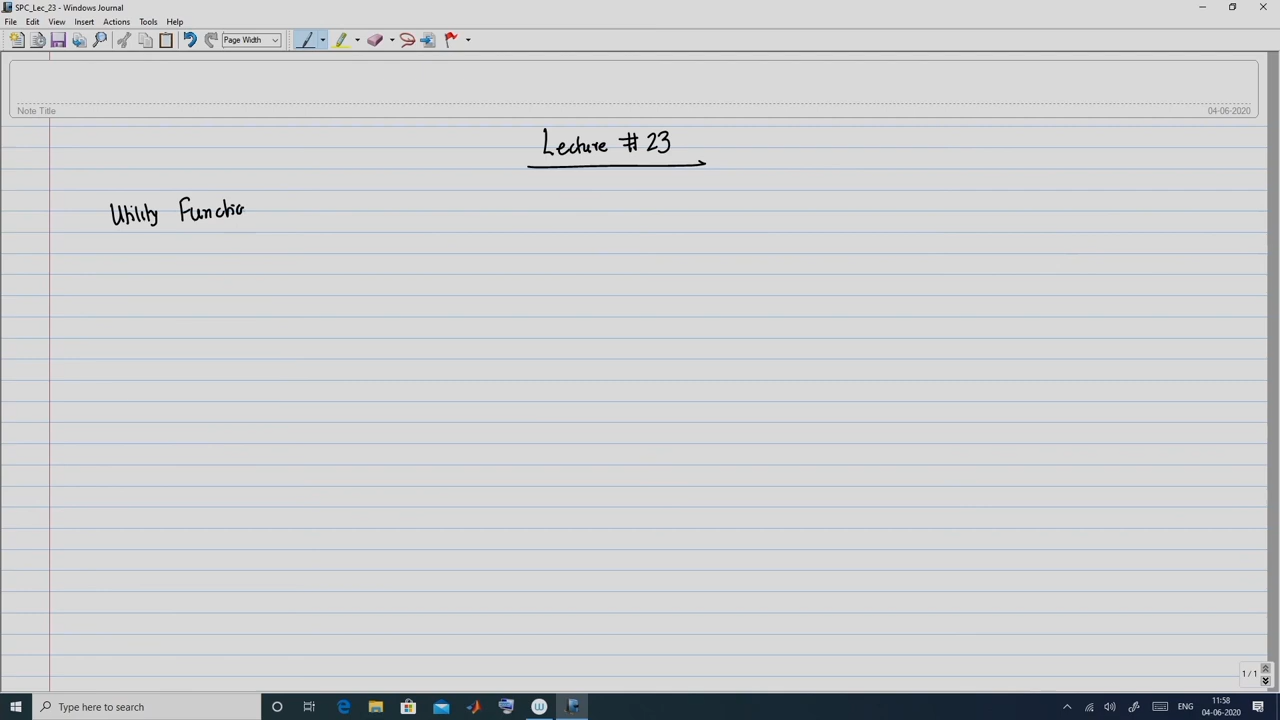 SPC_Lec_23 - Windows Journal
File Edit View Insert Actions Tools Help
Page Width
Note Title
04-06-2020
Lecture # 23
Utility Functio
1/1
Type here to search
ENG
11:58
04-06-2020